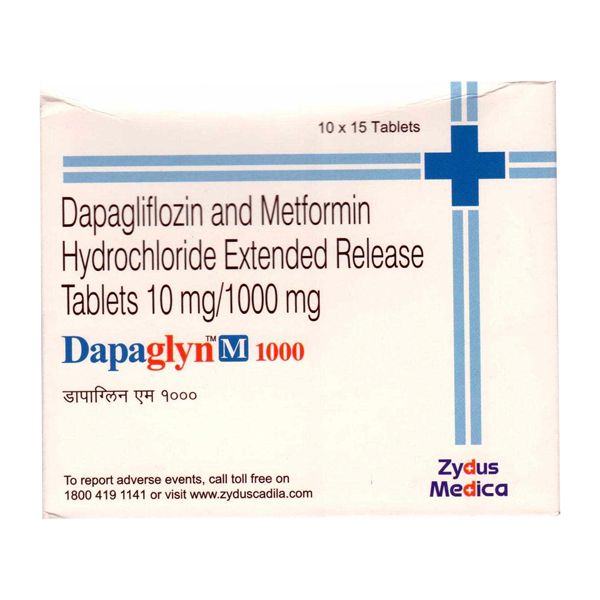 10 x 15 Tablets
Dapagliflozin and Metformin
Hydrochloride Extended Release
Tablets 10 mg/1000 mg
Dapaglyn™ M 1000
डापाग्लिन एम १०००
To report adverse events, call toll free on
1800 419 1141 or visit www.zyduscadila.com
Zydus
Medica